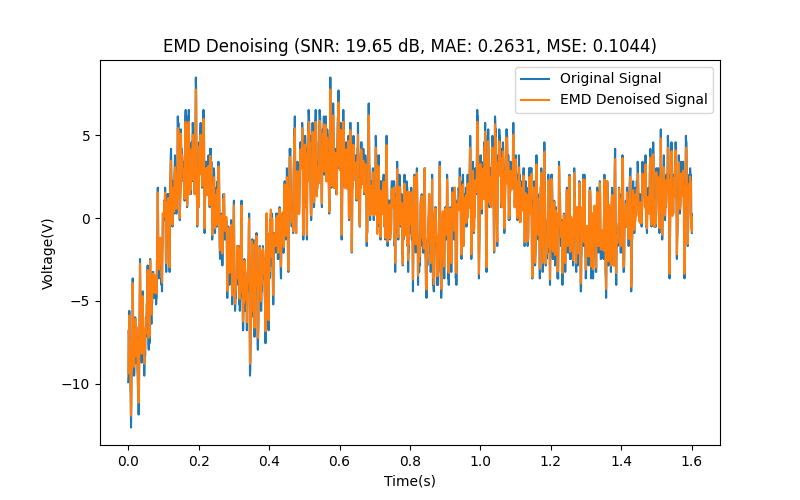 EMD Denoising (SNR: 19.65 dB, MAE: 0.2631, MSE: 0.1044)
Original Signal
EMD Denoised Signal
5
0
−5
−10
Voltage(V)
0.0 0.2 0.4 0.6 0.8 1.0 1.2 1.4 1.6
Time(s)